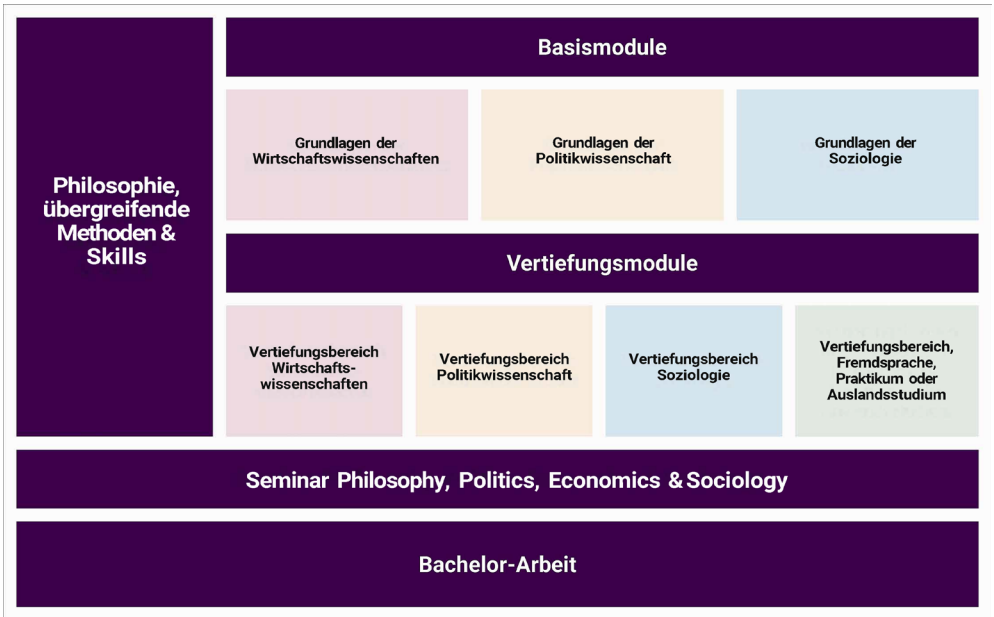 Philosophie,
übergreifende
Methoden &
Skills
Basismodule
Grundlagen der
Wirtschaftswissenschaften
Grundlagen der
Politikwissenschaft
Grundlagen der
Soziologie
Vertiefungsmodule
Vertiefungsbereich
Wirtschafts-
wissenschaften
Vertiefungsbereich
Politikwissenschaft
Vertiefungsbereich
Soziologie
Vertiefungsbereich,
Fremdsprache,
Praktikum oder
Auslandsstudium
Seminar Philosophy, Politics, Economics & Sociology
Bachelor-Arbeit